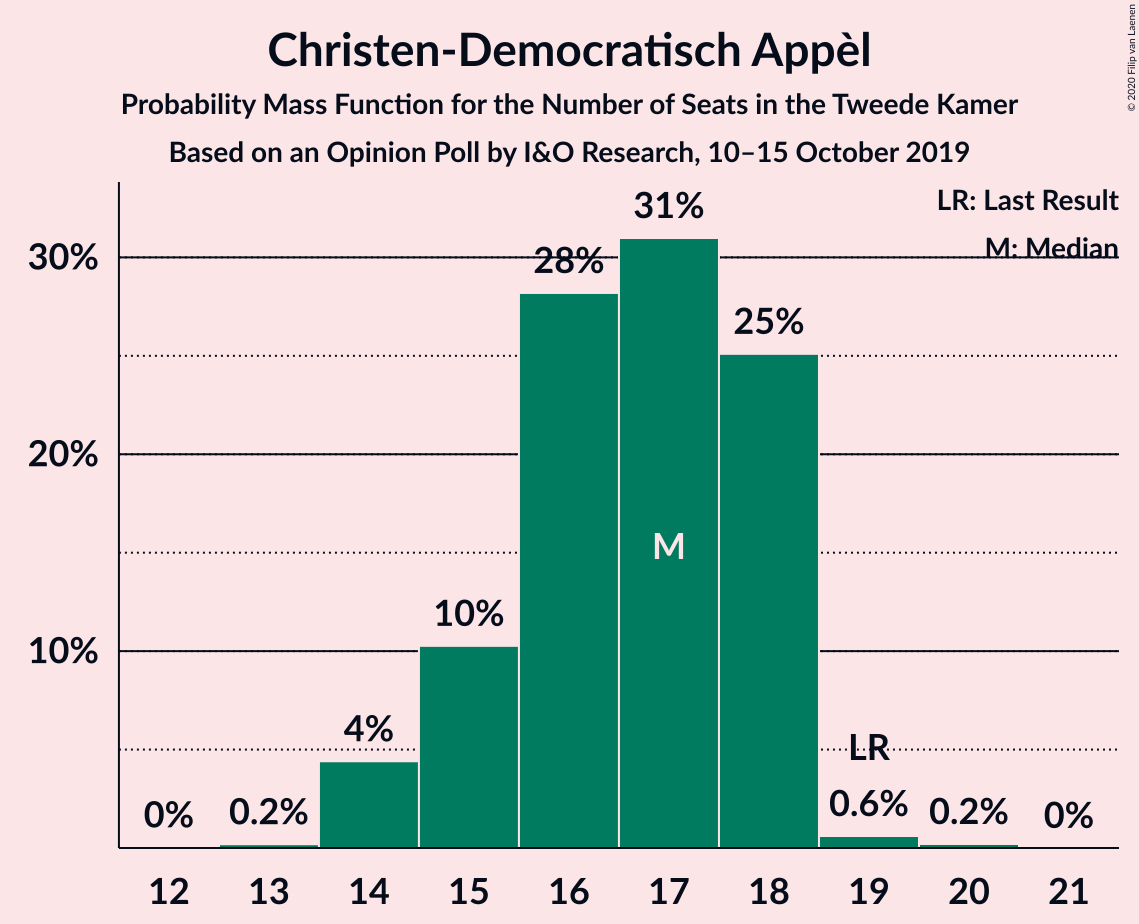 Christen-Democratisch Appèl
Probability Mass Function for the Number of Seats in the Tweede Kamer
Based on an Opinion Poll by I&O Research, 10–15 October 2019
© 2020 Filip van Laenen
LR: Last Result
M: Median
30%
20%
10%
0%
0.2%
4%
10%
28%
31%
25%
LR
0.6%
0.2%
0%
M
12
13
14
15
16
17
18
19
20
21